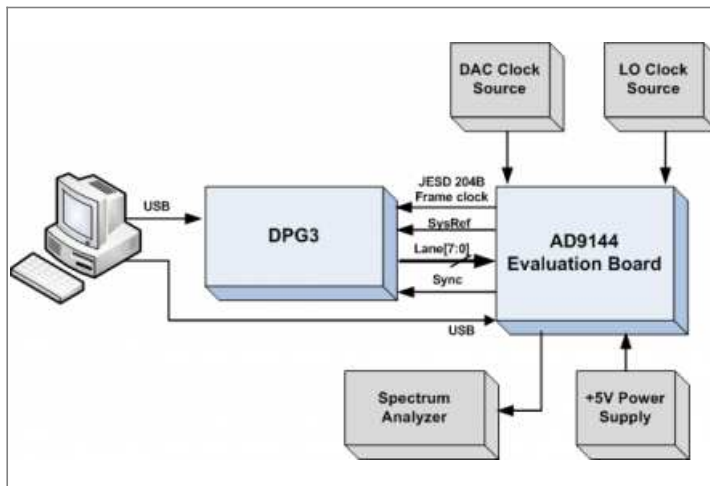 DAC Clock
Source
LO Clock
Source
USB
DPG3
JESD 204B
Frame clock
SysRef
Lane[7:0]
Sync
AD9144
Evaluation Board
USB
Spectrum
Analyzer
+5V Power
Supply